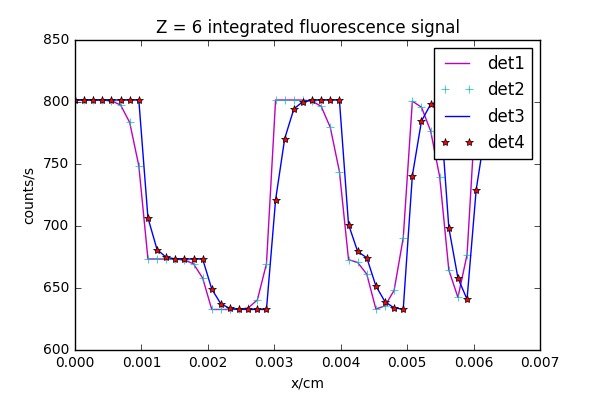 Z = 6 integrated fluorescence signal
850
800
750
700
650
600
counts/s
det1
det2
det3
det4
0.000 0.001 0.002 0.003 0.004 0.005 0.006 0.007
x/cm